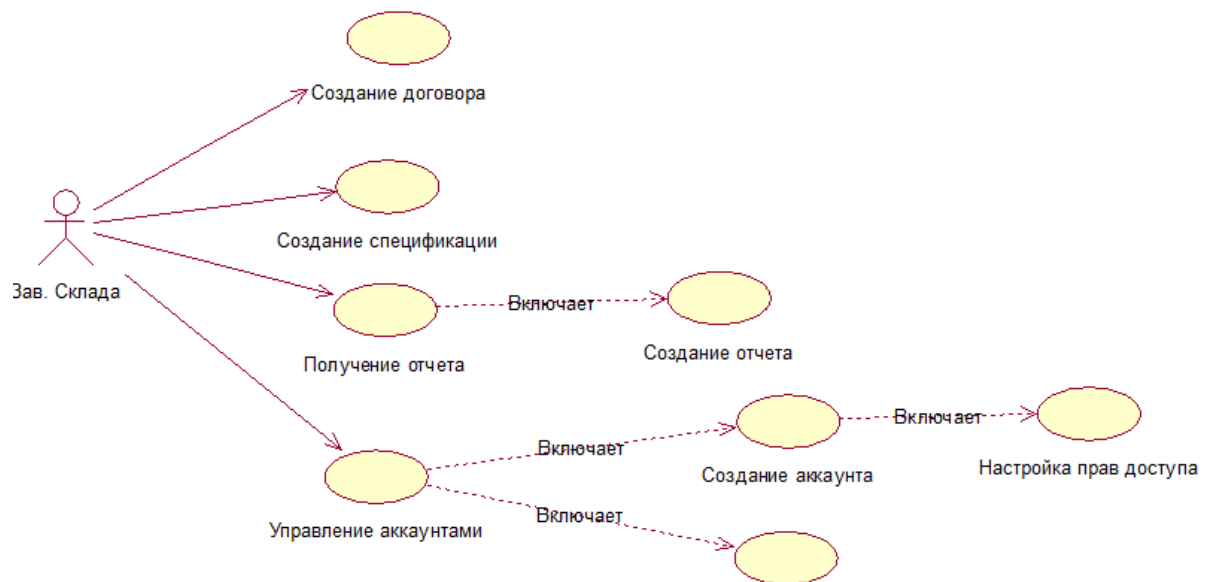 Создание договора
Создание спецификации
Зав. Склада
Включает
Создание отчета
Получение отчета
Включает
Включает
Создание аккаунта
Настройка прав доступа
Включает
Управление аккаунтами